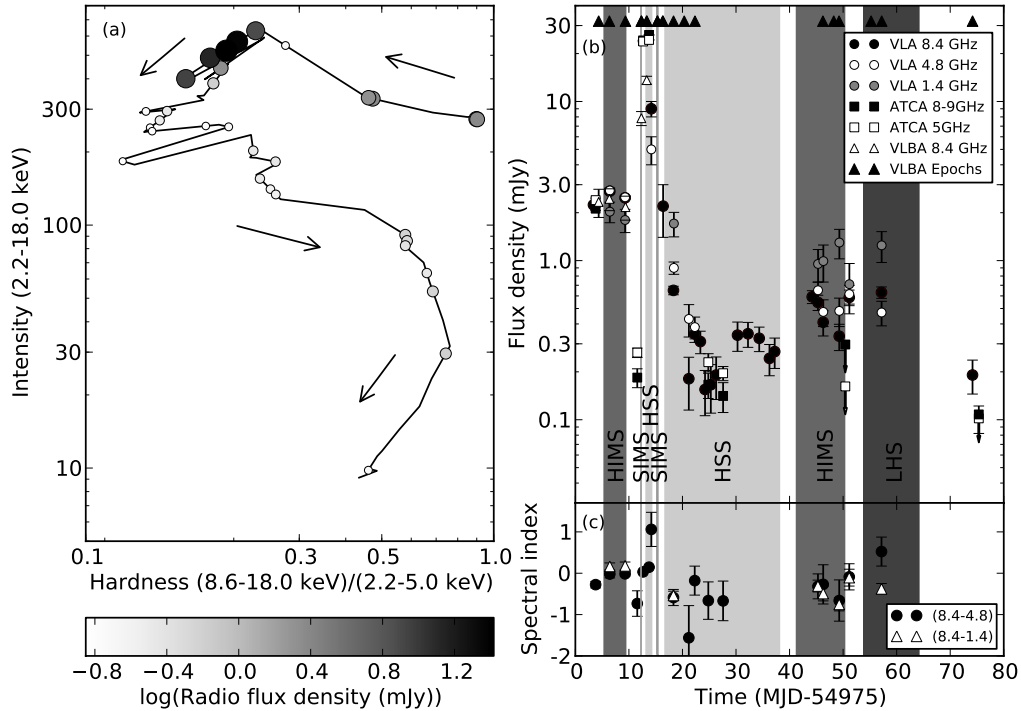 (a)
300
100
30
10
Intensity (2.2-18.0 keV)
0.1
0.3
0.5
1.0
Hardness (8.6-18.0 keV)/(2.2-5.0 keV)
−0.8
−0.4
0.0
0.4
0.8
1.2
log(Radio flux density (mJy))
(b)
30
10
3.0
1.0
0.3
0.1
Flux density (mJy)
VLA 8.4 GHz
VLA 4.8 GHz
VLA 1.4 GHz
ATCA 8-9GHz
ATCA 5GHz
VLBA 8.4 GHz
VLBA Epochs
HIMS
SIMS
HSS
SIMS
HSS
HIMS
LHS
(c)
1
0
-1
-2
Spectral index
(8.4-4.8)
(8.4-1.4)
0
10
20
30
40
50
60
70
80
Time (MJD-54975)